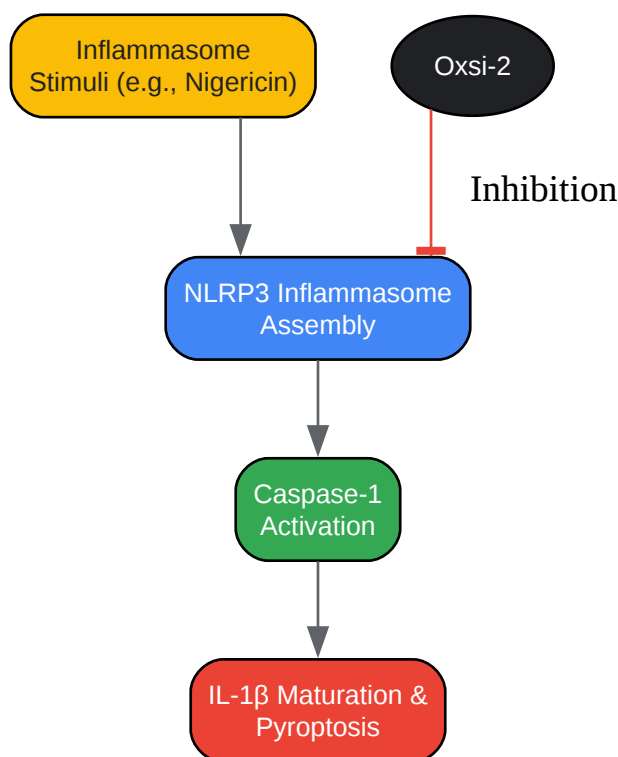 Inflammasome
Stimuli (e.g., Nigericin)
Oxsi-2
Inhibition
NLRP3 Inflammasome
Assembly
Caspase-1
Activation
IL-1β Maturation &
Pyroptosis